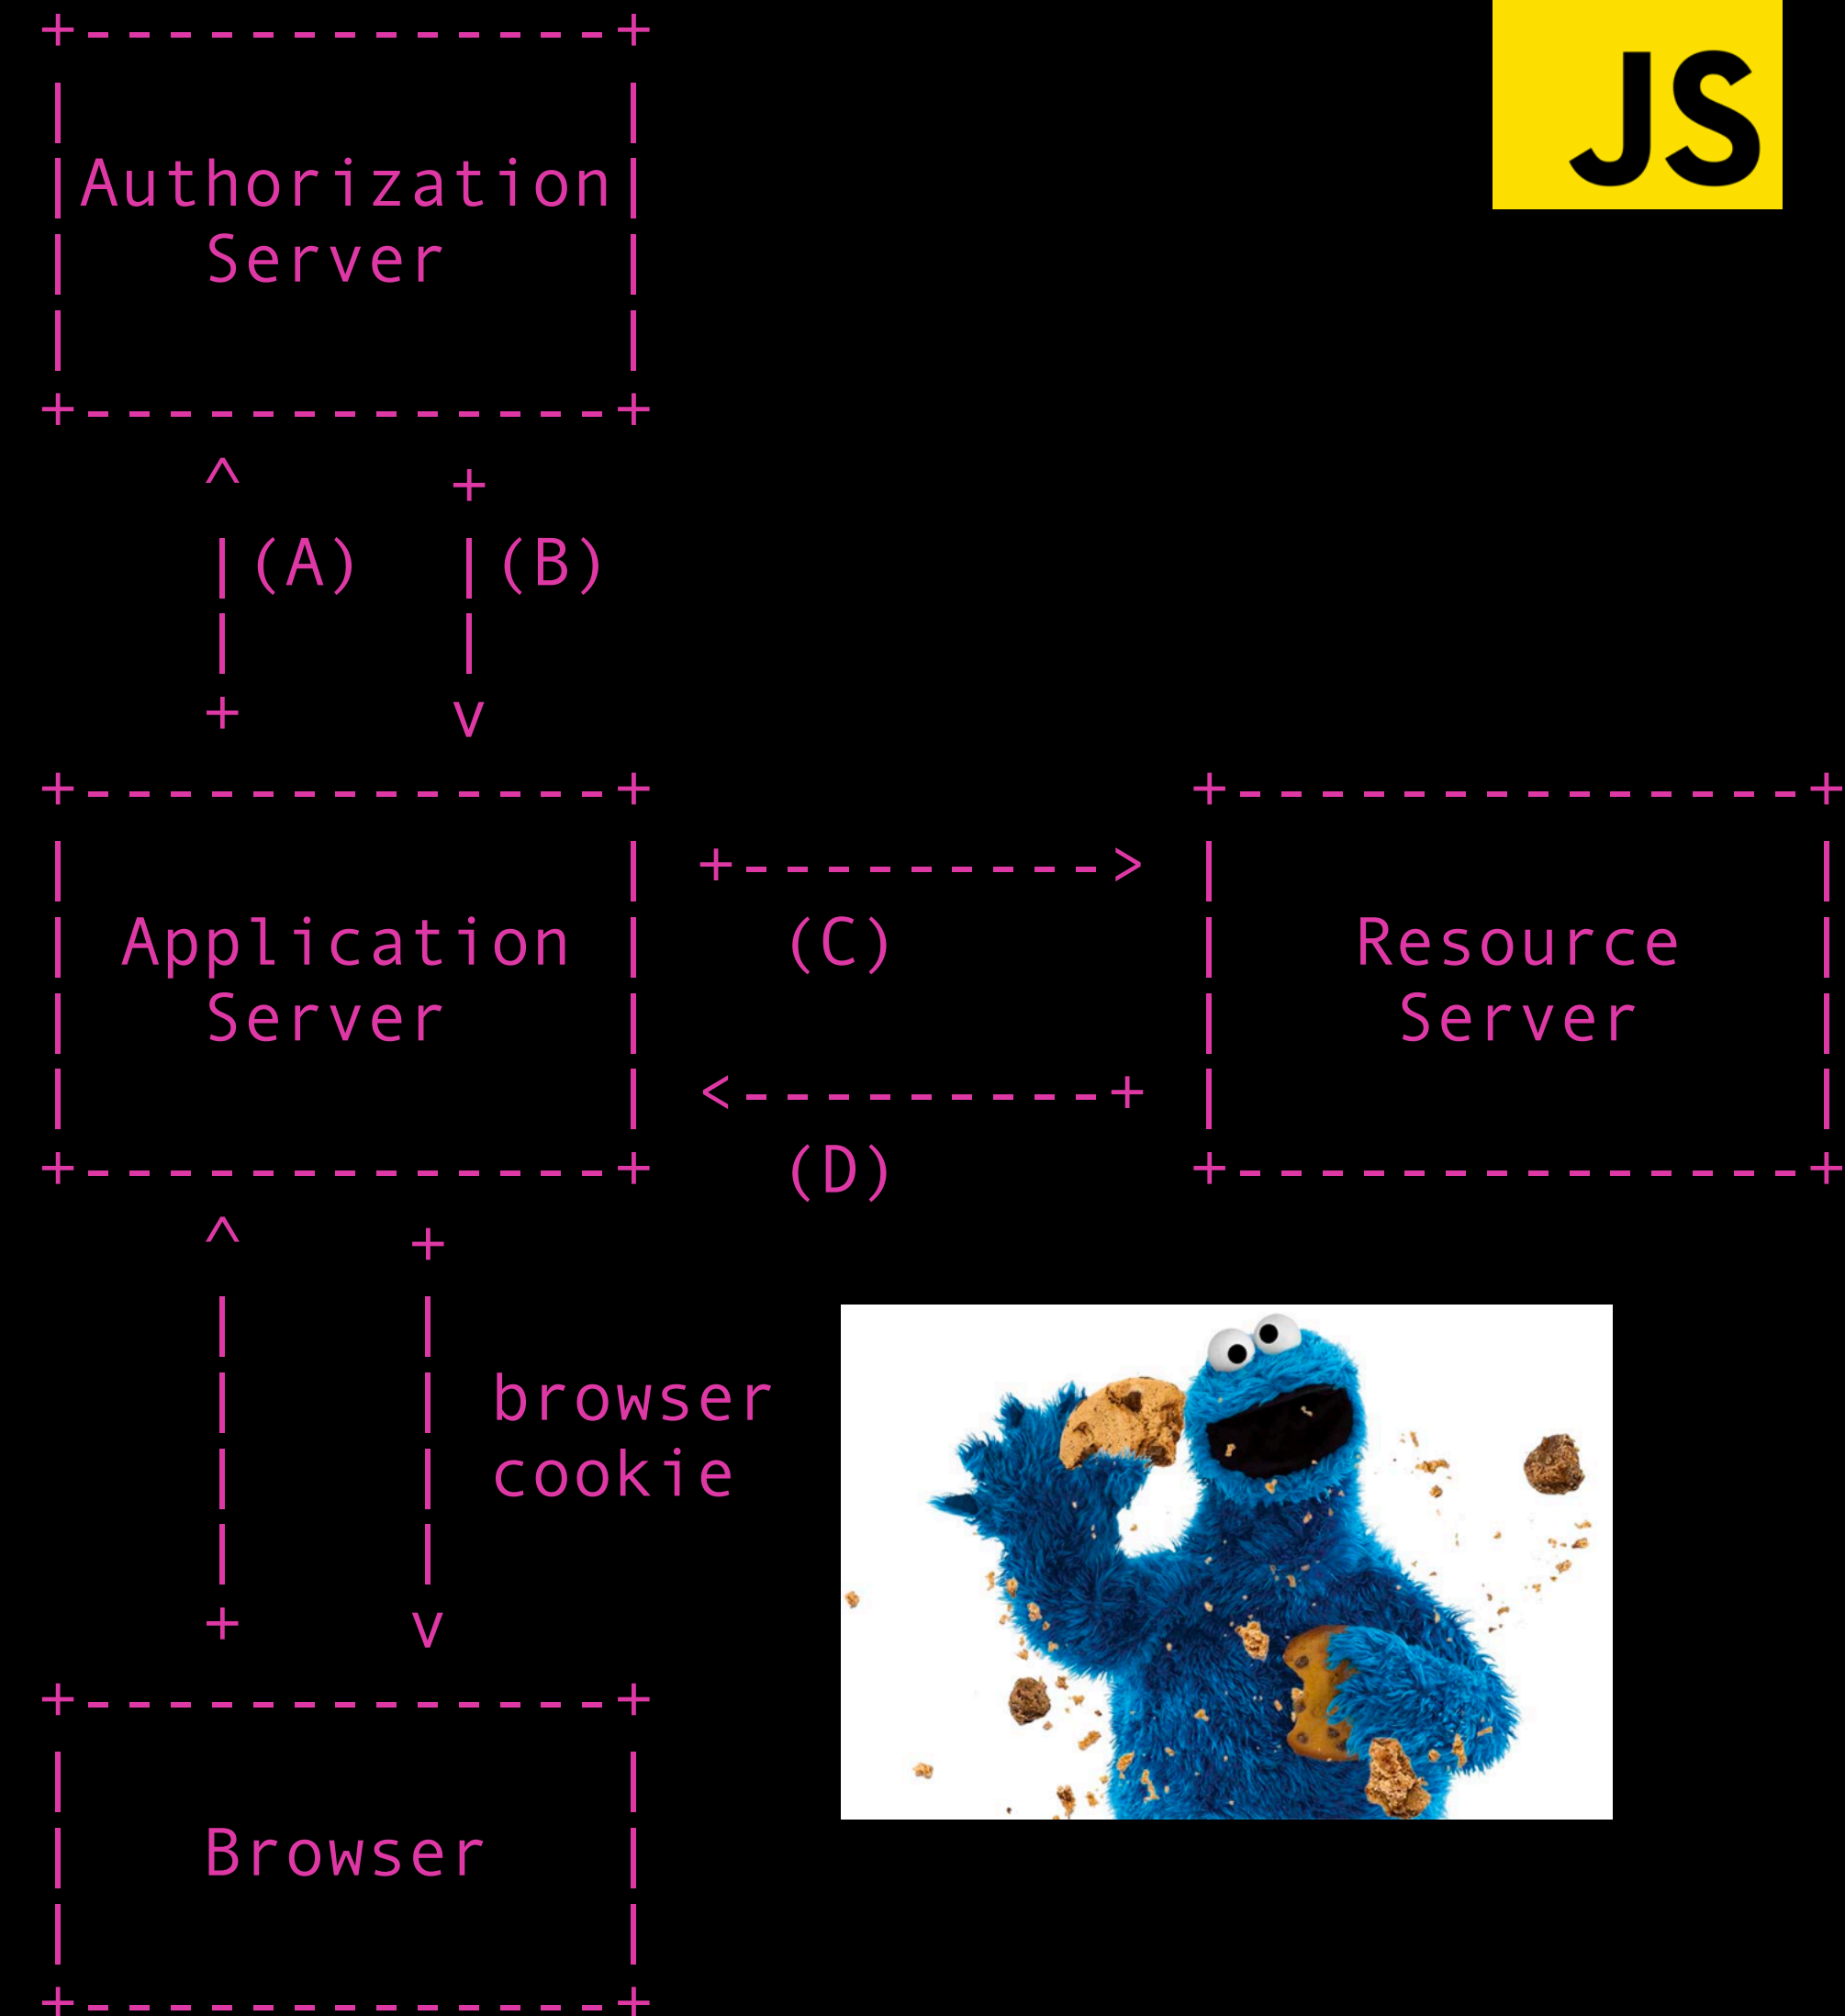 JS
+-------------+
|             |
|Authorization|
|   Server    |
|             |
+-------------+
    ^     +
    |(A)  |(B)
    |     |
    +     v
+-------------+             +--------------+
|             | +---------> |              |
| Application |   (C)       |   Resource   |
|   Server    |             |    Server    |
|             | <---------+ |              |
+-------------+   (D)       +--------------+
    ^    +
    |    |
    |    | browser
    |    | cookie
    |    |
    +    v
+-------------+
|             |
|   Browser   |
|             |
+-------------+